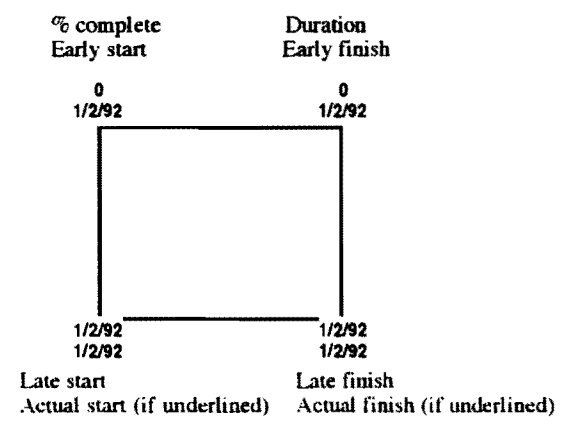 % complete Duration
Early start Early finish
0 0
1/2/92 1/2/92
1/2/92 1/2/92
1/2/92 1/2/92
Late start Late finish
Actual start (if underlined) Actual finish (if underlined)